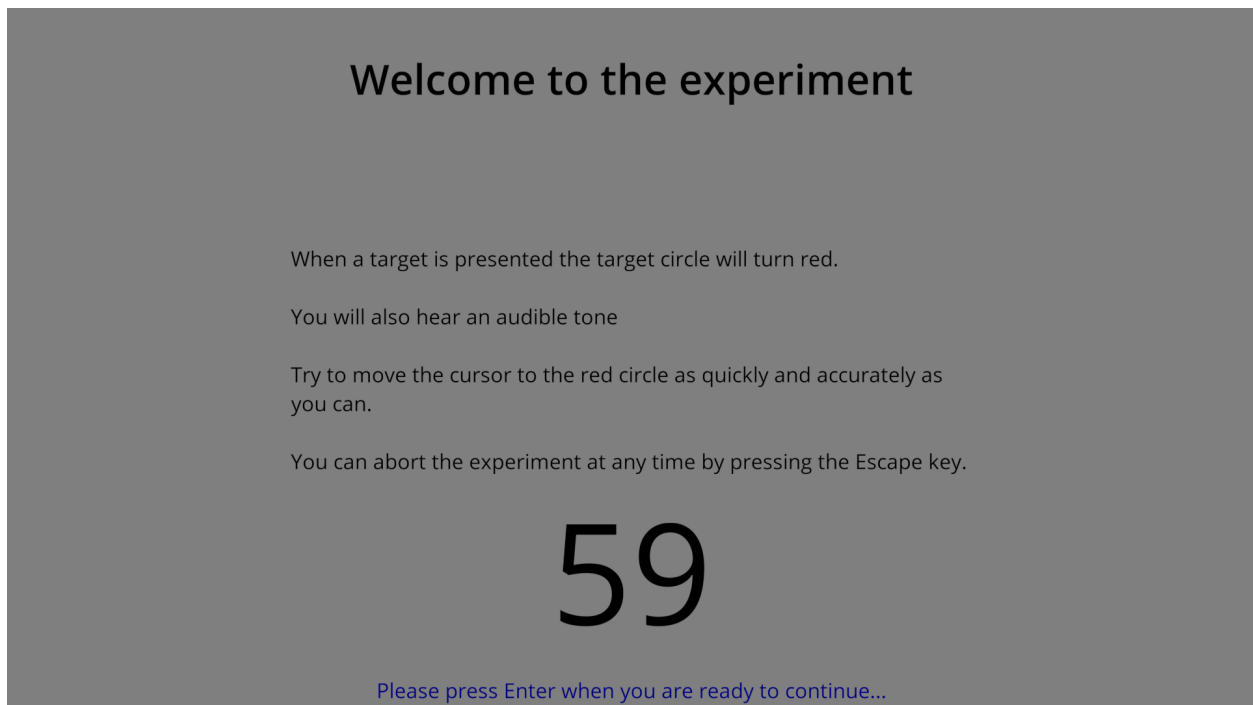 Welcome to the experiment
When a target is presented the target circle will turn red.
You will also hear an audible tone
Try to move the cursor to the red circle as quickly and accurately as
you can.
You can abort the experiment at any time by pressing the Escape key.
59
Please press Enter when you are ready to continue...